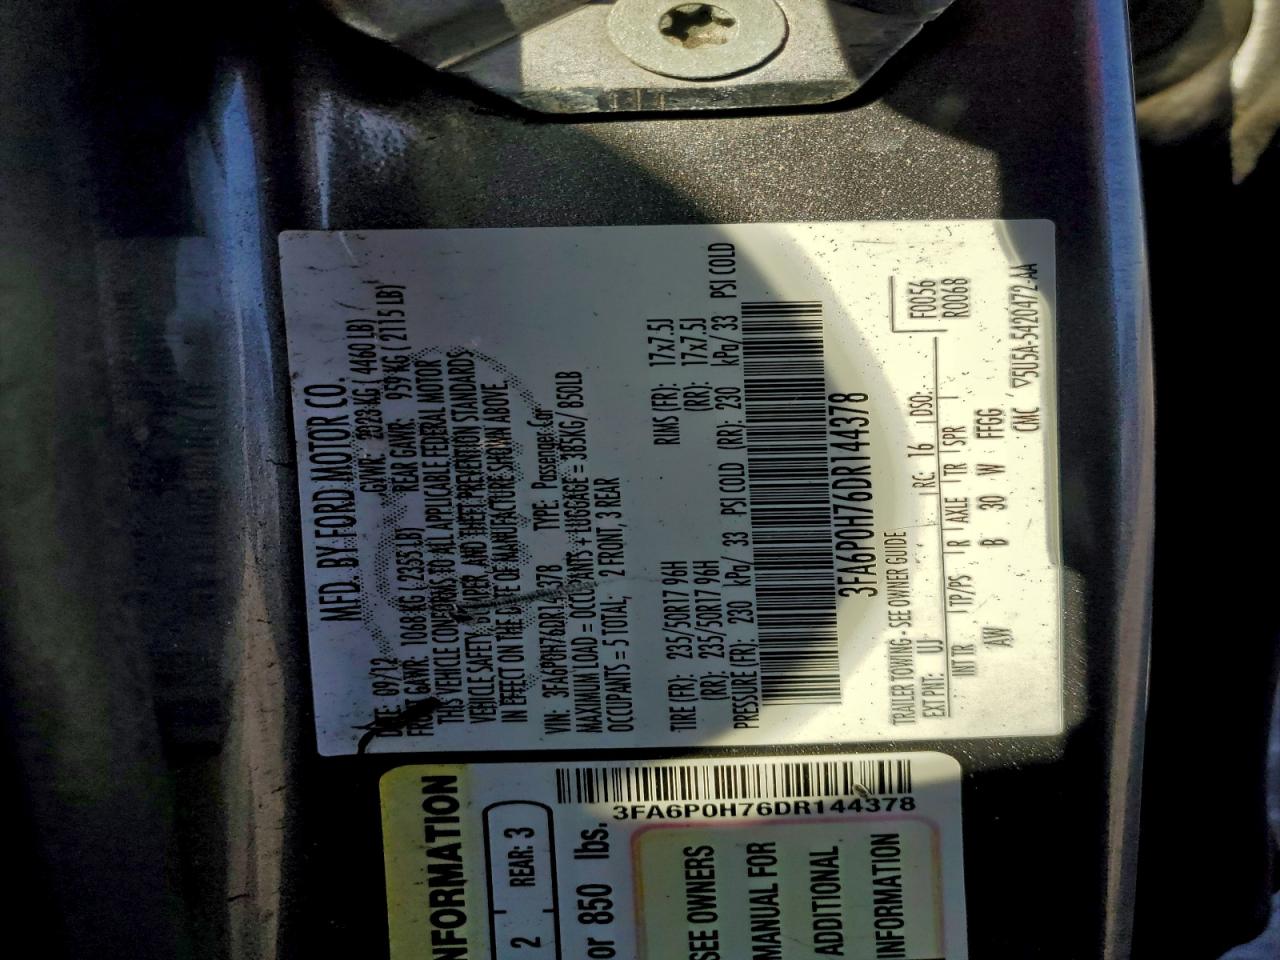 MFD. BY FORD MOTOR CO.
DATE: 09/12 GVWR: 2023 KG ( 4460 LB) /
FRONT GAWR: 1068 KG ( 2355 LB) REAR GAWR: 959 KG ( 2115 LB)
THIS VEHICLE CONFORMS TO ALL APPLICABLE FEDERAL MOTOR
VEHICLE SAFETY, BUMPER, AND THEFT PREVENTION STANDARDS
IN EFFECT ON THE DATE OF MANUFACTURE SHOWN ABOVE.
VIN: 3FA6P0H76DR144378 TYPE: Passenger Car
MAXIMUM LOAD = OCCUPANTS + LUGGAGE = 385KG / 850LB
OCCUPANTS = 5 TOTAL; 2 FRONT, 3 REAR
TIRE (FR): 235/50R17 96H RIMS (FR): 17x7.5J
(RR): 235/50R17 96H (RR): 17x7.5J
PRESSURE (FR): 230 kPa/ 33 PSI COLD (RR): 230 kPa/ 33 PSI COLD
3FA6P0H76DR144378
TRAILER TOWING - SEE OWNER GUIDE F0056
EXT PNT: UJ RC: 16 DSO: R0068
INT TR TP/PS R AXLE TR SPR
AW B 30 W FFGG
CMC ▽5U5A-5420472-AA
3FA6P0H76DR144378
INFORMATION
2 REAR: 3
or 850 lbs.
SEE OWNERS
MANUAL FOR
ADDITIONAL
INFORMATION